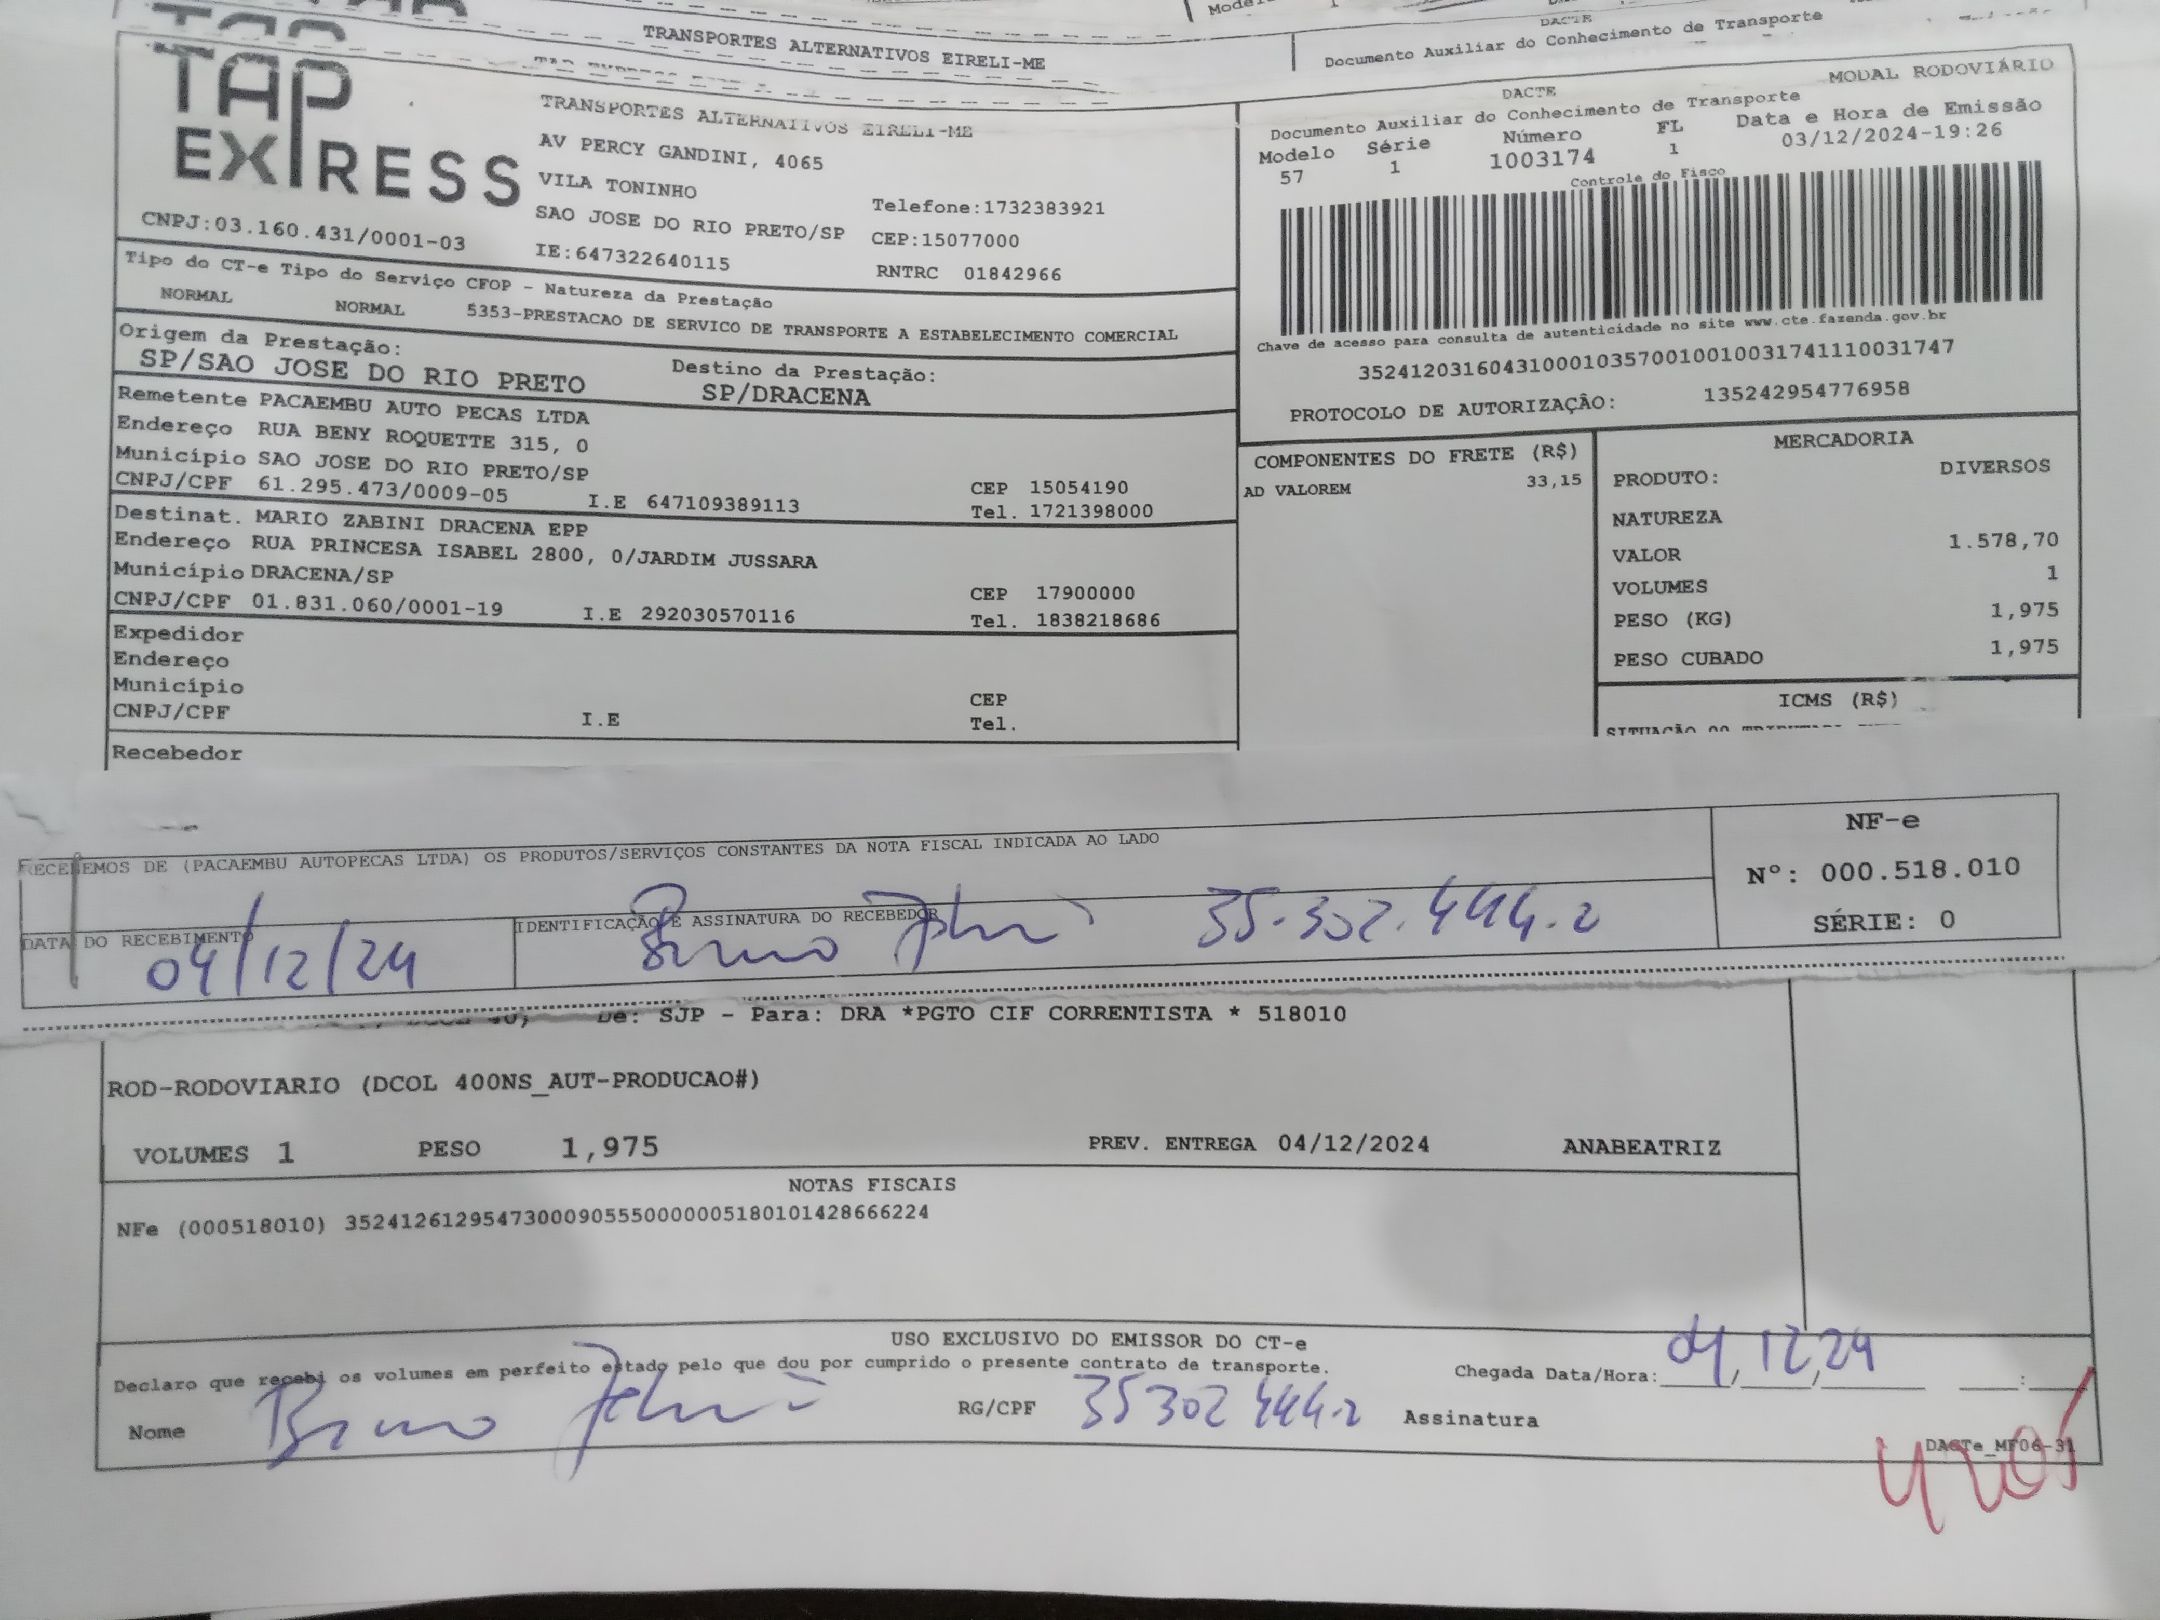 TRANSPORTES ALTERNATIVOS EIRELI-ME
DACTE
Documento Auxiliar do Conhecimento de Transporte
TAP EXPRESS
CNPJ:03.160.431/0001-03
TRANSPORTES ALTERNATIVOS EIRELI-ME
AV PERCY GANDINI, 4065
VILA TONINHO
SAO JOSE DO RIO PRETO/SP
IE:647322640115
Telefone:1732383921
CEP:15077000
RNTRC 01842966
DACTE
MODAL RODOVIÁRIO
Documento Auxiliar do Conhecimento de Transporte
Modelo Série Número FL Data e Hora de Emissão
57 1 1003174 1 03/12/2024-19:26
Controle do Fisco
Chave de acesso para consulta de autenticidade no site www.cte.fazenda.gov.br
35241203160431000103570010010031741110031747
PROTOCOLO DE AUTORIZAÇÃO: 135242954776958
Tipo do CT-e Tipo do Serviço CFOP - Natureza da Prestação
NORMAL NORMAL 5353-PRESTACAO DE SERVICO DE TRANSPORTE A ESTABELECIMENTO COMERCIAL
Origem da Prestação: Destino da Prestação:
SP/SAO JOSE DO RIO PRETO SP/DRACENA
Remetente PACAEMBU AUTO PECAS LTDA
Endereço RUA BENY ROQUETTE 315, 0
Município SAO JOSE DO RIO PRETO/SP CEP 15054190
CNPJ/CPF 61.295.473/0009-05 I.E 647109389113 Tel. 1721398000
Destinat. MARIO ZABINI DRACENA EPP
Endereço RUA PRINCESA ISABEL 2800, 0/JARDIM JUSSARA
Município DRACENA/SP CEP 17900000
CNPJ/CPF 01.831.060/0001-19 I.E 292030570116 Tel. 1838218686
Expedidor
Endereço
Município CEP
CNPJ/CPF I.E Tel.
Recebedor
COMPONENTES DO FRETE (R$)
AD VALOREM 33,15
MERCADORIA
PRODUTO: DIVERSOS
NATUREZA
VALOR 1.578,70
VOLUMES 1
PESO (KG) 1,975
PESO CUBADO 1,975
ICMS (R$)
RECEBEMOS DE (PACAEMBU AUTOPECAS LTDA) OS PRODUTOS/SERVIÇOS CONSTANTES DA NOTA FISCAL INDICADA AO LADO
DATA DO RECEBIMENTO IDENTIFICAÇÃO E ASSINATURA DO RECEBEDOR
04/12/24 Bruno 35.302.444-2
NF-e
Nº: 000.518.010
SÉRIE: 0
De: SJP - Para: DRA *PGTO CIF CORRENTISTA * 518010
ROD-RODOVIARIO (DCOL 400NS_AUT-PRODUCAO#)
VOLUMES 1 PESO 1,975 PREV. ENTREGA 04/12/2024 ANABEATRIZ
NOTAS FISCAIS
NFe (000518010) 35241261295473000905550000005180101428666224
USO EXCLUSIVO DO EMISSOR DO CT-e
Declaro que recebi os volumes em perfeito estado pelo que dou por cumprido o presente contrato de transporte. Chegada Data/Hora: 04,12,24
Nome Bruno RG/CPF 35302444-2 Assinatura
DACTe_MF06-31